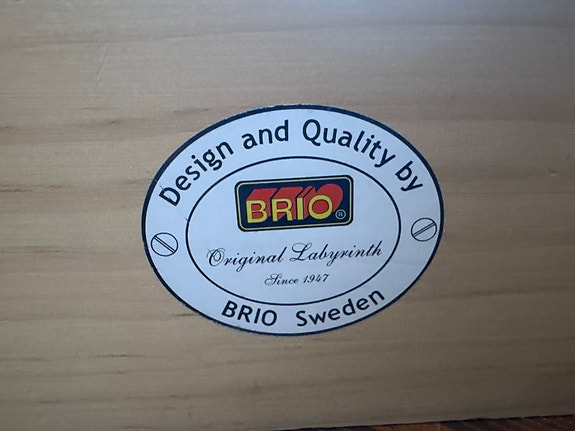 Design and Quality by
BRIO®
Original Labyrinth
Since 1947
BRIO Sweden